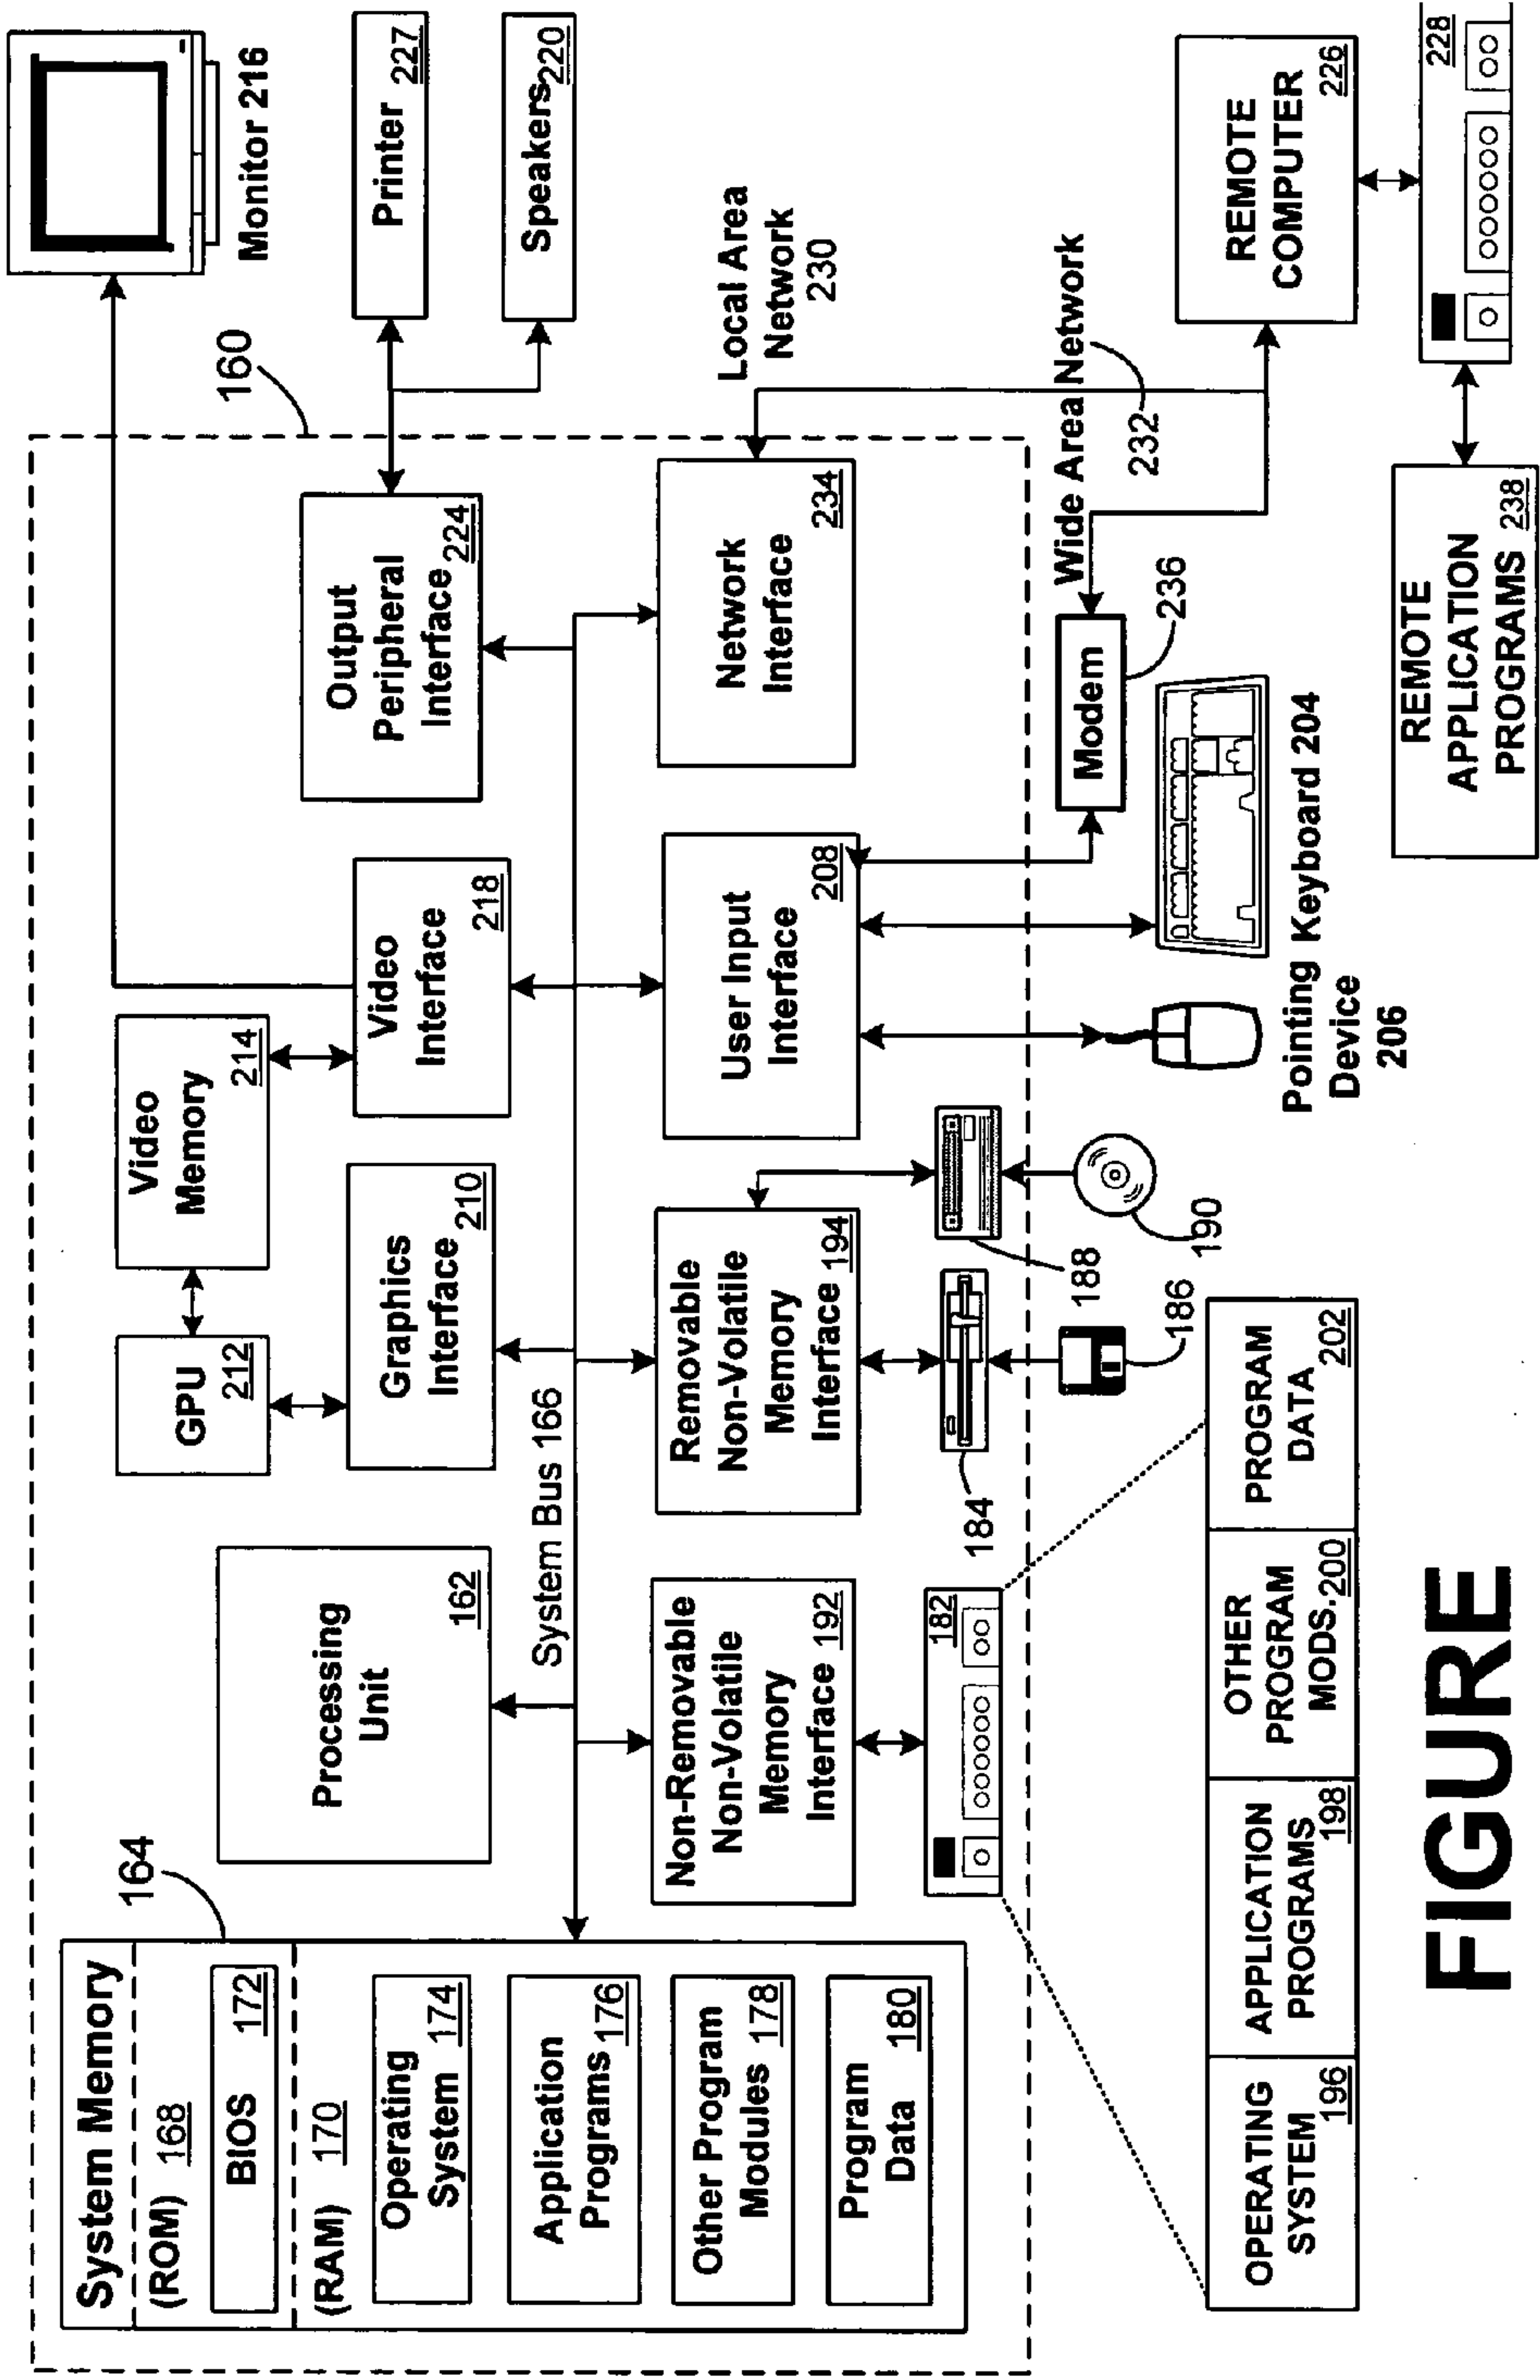 System Memory
164
(ROM) 168
BIOS 172
(RAM) 170
Operating
System 174
Application
Programs 176
Other Program
Modules 178
Program
Data 180
Processing
Unit
162
GPU
212
Video
Memory
214
Graphics
Interface
210
Video
Interface
218
System Bus 166
Output
Peripheral
Interface 224
160
Monitor 216
Printer
227
Speakers 220
Non-Removable
Non-Volatile
Memory
Interface 192
Removable
Non-Volatile
Memory
Interface 194
User Input
Interface
208
Network
Interface
234
Local Area
Network
230
182
184
188
186
190
Modem
236
Wide Area Network
232
Pointing
Device
206
Keyboard 204
REMOTE
COMPUTER
226
228
REMOTE
APPLICATION
PROGRAMS 238
OPERATING
SYSTEM
196
APPLICATION
PROGRAMS
198
OTHER
PROGRAM
MODS. 200
PROGRAM
DATA
202
FIGURE